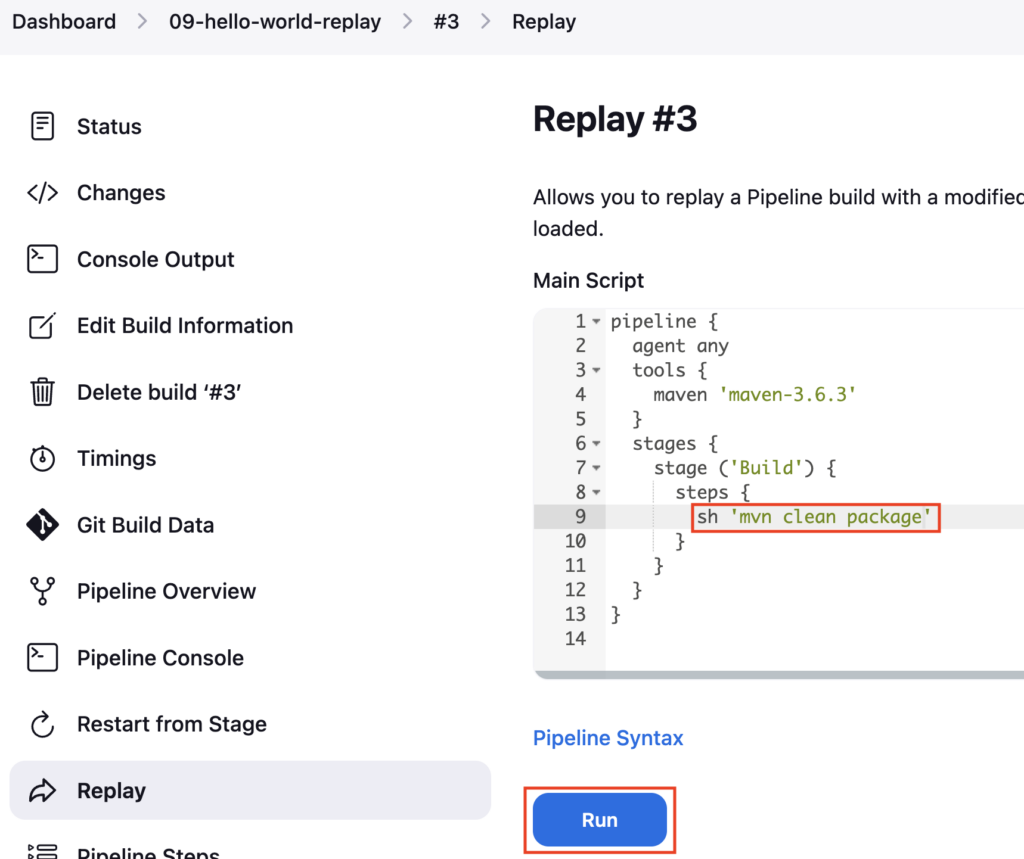 Dashboard > 09-hello-world-replay > #3 > Replay
Status
Changes
Console Output
Edit Build Information
Delete build ‘#3’
Timings
Git Build Data
Pipeline Overview
Pipeline Console
Restart from Stage
Replay
Pipeline Steps
Replay #3
Allows you to replay a Pipeline build with a modified
loaded.
Main Script
1 pipeline {
2   agent any
3   tools {
4     maven 'maven-3.6.3'
5   }
6   stages {
7     stage ('Build') {
8       steps {
9         sh 'mvn clean package'
10       }
11     }
12   }
13 }
14
Pipeline Syntax
Run